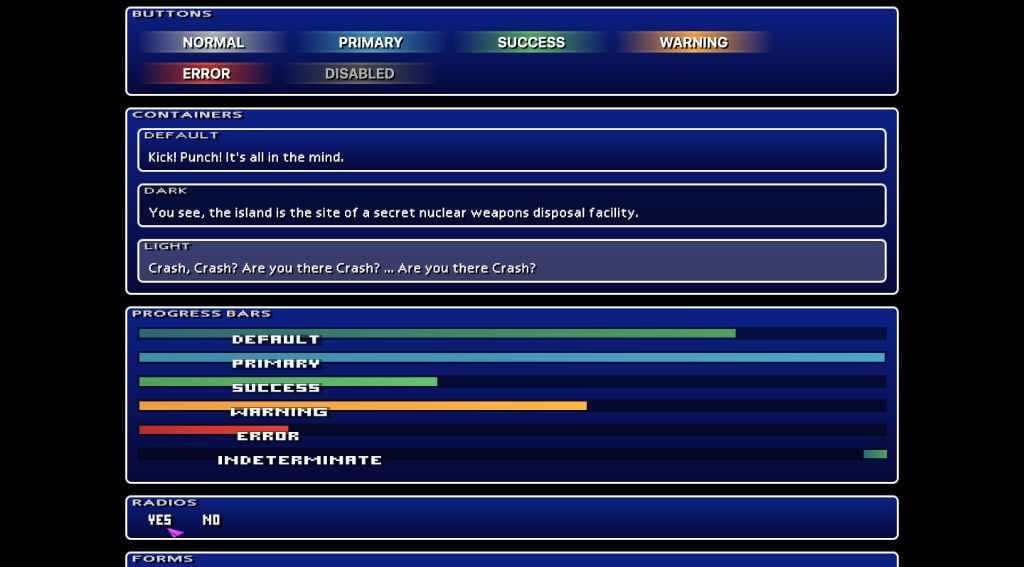 BUTTONS
NORMAL PRIMARY SUCCESS WARNING
ERROR DISABLED
CONTAINERS
DEFAULT
Kick! Punch! It's all in the mind.
DARK
You see, the island is the site of a secret nuclear weapons disposal facility.
LIGHT
Crash, Crash? Are you there Crash? ... Are you there Crash?
PROGRESS BARS
DEFAULT
PRIMARY
SUCCESS
WARNING
ERROR
INDETERMINATE
RADIOS
YES NO
FORMS